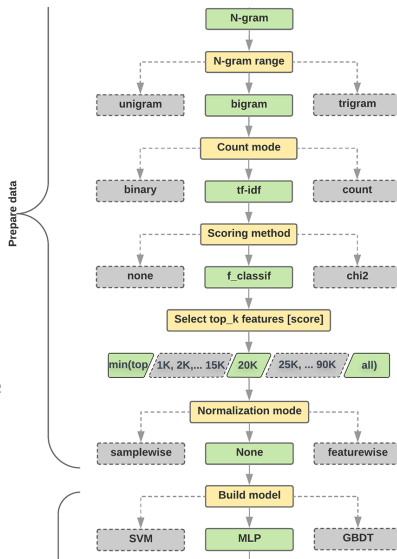 N-gram
N-gram range
unigram
bigram
trigram
Count mode
binary
tf-idf
count
Scoring method
none
f_classif
chi2
Select top_k features [score]
min(top
1K, 2K,... 15K
20K
25K, ... 90K
all)
Normalization mode
samplewise
None
featurewise
Build model
SVM
MLP
GBDT
Prepare data